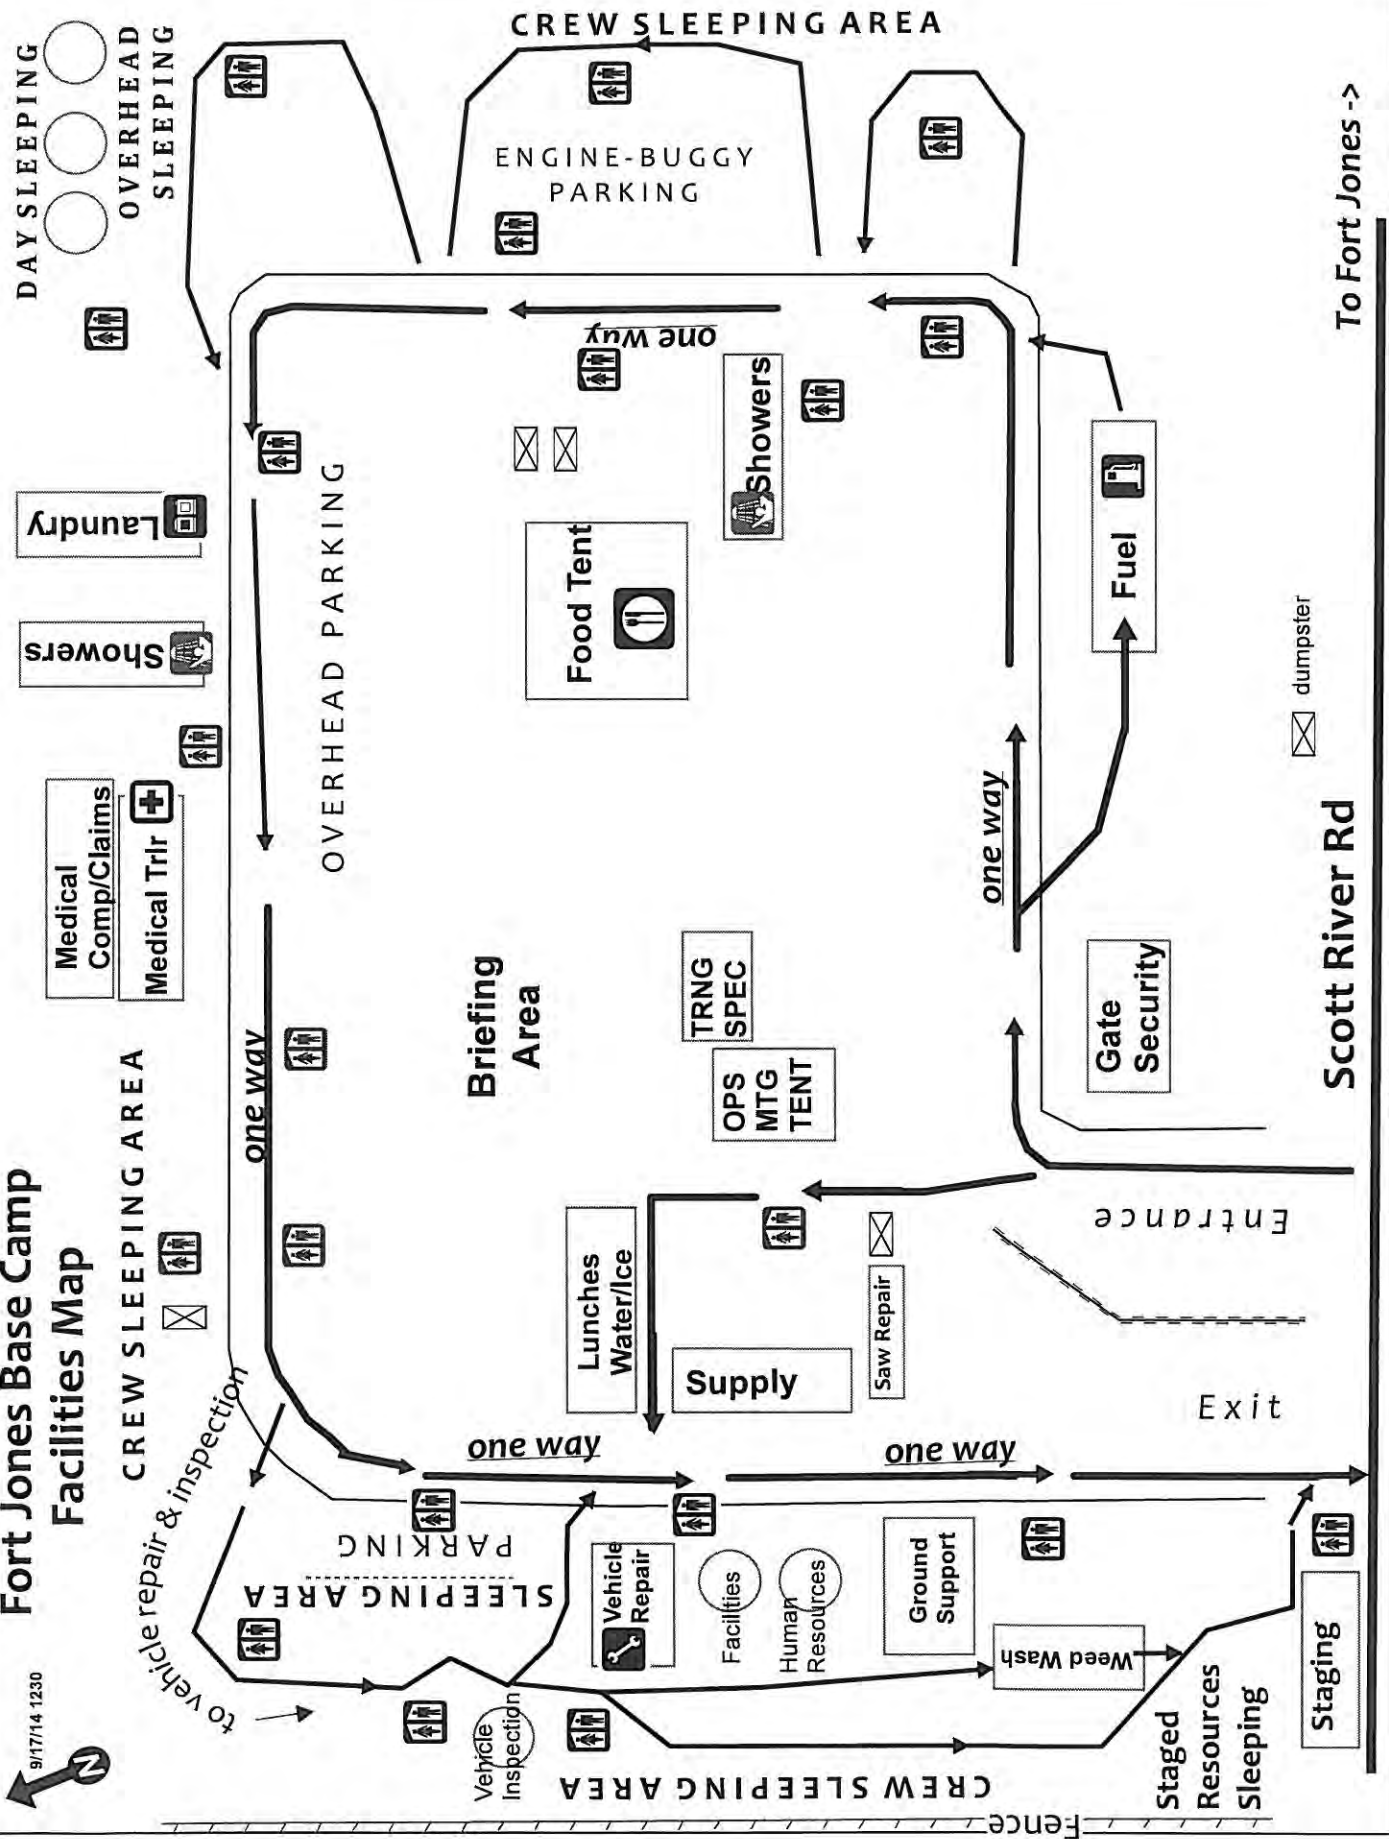 Fort Jones Base Camp
Facilities Map
9/17/14 1230
N
DAY SLEEPING
OVERHEAD
SLEEPING
CREW SLEEPING AREA
ENGINE-BUGGY
PARKING
To Fort Jones ->
one way
Showers
Laundry
Showers
OVERHEAD PARKING
Food Tent
Fuel
dumpster
Medical
Comp/Claims
Medical Trlr
one way
Scott River Rd
Briefing
Area
TRNG
SPEC
OPS
MTG
TENT
Gate
Security
CREW SLEEPING AREA
one way
Lunches
Water/Ice
Supply
Saw Repair
Entrance
Exit
to vehicle repair & inspection
one way
one way
PARKING
SLEEPING AREA
Vehicle
Repair
Facilities
Human
Resources
Ground
Support
Weed Wash
Vehicle
Inspection
CREW SLEEPING AREA
Staged
Resources
Sleeping
Staging
Fence